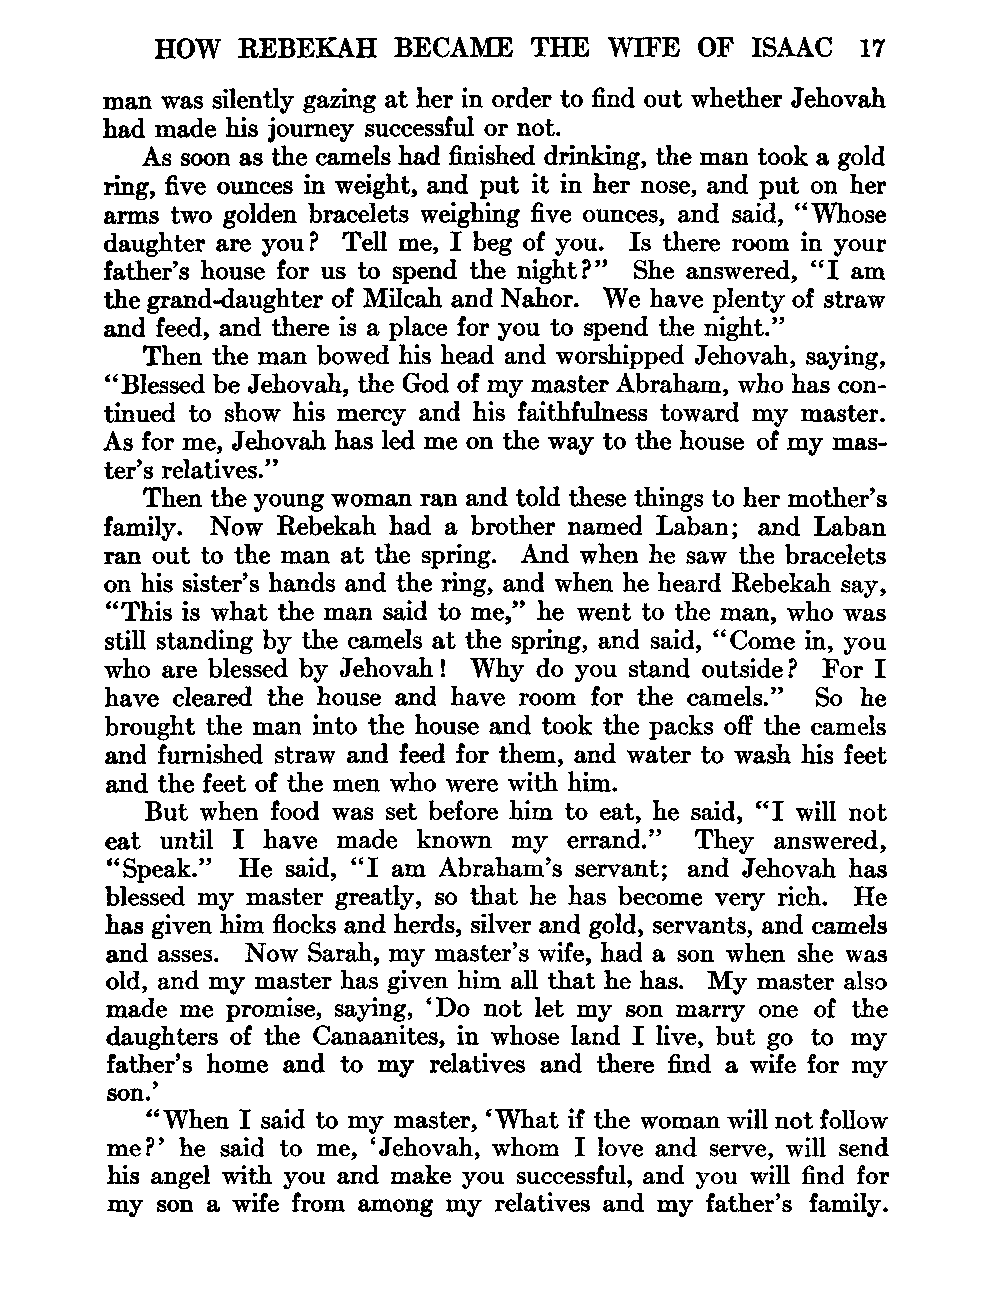 HOW REBEKAH BECAME THE WIFE OF ISAAC 17
man was silently gazing at her in order to find out whether Jehovah
had made his journey successful or not.
As soon as the camels had finished drinking, the man took a gold
ring, five ounces in weight, and put it in her nose, and put on her
arms two golden bracelets weighing five ounces, and said, “Whose
daughter are you? Tell me, I beg of you. Is there room in your
father’s house for us to spend the night?” She answered, “I am
the grand-daughter of Milcah and Nahor. We have plenty of straw
and feed, and there is a place for you to spend the night.”
Then the man bowed his head and worshipped Jehovah, saying,
“Blessed be Jehovah, the God of my master Abraham, who has con-
tinued to show his mercy and his faithfulness toward my master.
As for me, Jehovah has led me on the way to the house of my mas-
ter’s relatives.”
Then the young woman ran and told these things to her mother’s
family. Now Rebekah had a brother named Laban; and Laban
ran out to the man at the spring. And when he saw the bracelets
on his sister’s hands and the ring, and when he heard Rebekah say,
“This is what the man said to me,” he went to the man, who was
still standing by the camels at the spring, and said, “Come in, you
who are blessed by Jehovah! Why do you stand outside? For I
have cleared the house and have room for the camels.” So he
brought the man into the house and took the packs off the camels
and furnished straw and feed for them, and water to wash his feet
and the feet of the men who were with him.
But when food was set before him to eat, he said, “I will not
eat until I have made known my errand.” They answered,
“Speak.” He said, “I am Abraham’s servant; and Jehovah has
blessed my master greatly, so that he has become very rich. He
has given him flocks and herds, silver and gold, servants, and camels
and asses. Now Sarah, my master’s wife, had a son when she was
old, and my master has given him all that he has. My master also
made me promise, saying, ‘Do not let my son marry one of the
daughters of the Canaanites, in whose land I live, but go to my
father’s home and to my relatives and there find a wife for my
son.’
“When I said to my master, ‘What if the woman will not follow
me?’ he said to me, ‘Jehovah, whom I love and serve, will send
his angel with you and make you successful, and you will find for
my son a wife from among my relatives and my father’s family.